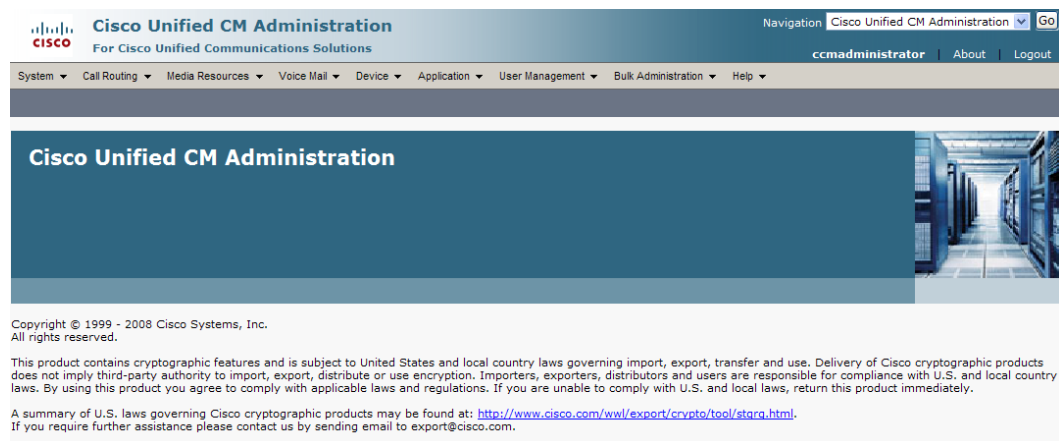 cisco
Cisco Unified CM Administration
For Cisco Unified Communications Solutions
Navigation Cisco Unified CM Administration Go
ccmadministrator | About | Logout
System Call Routing Media Resources Voice Mail Device Application User Management Bulk Administration Help
Cisco Unified CM Administration
Copyright © 1999 - 2008 Cisco Systems, Inc.
All rights reserved.
This product contains cryptographic features and is subject to United States and local country laws governing import, export, transfer and use. Delivery of Cisco cryptographic products
does not imply third-party authority to import, export, distribute or use encryption. Importers, exporters, distributors and users are responsible for compliance with U.S. and local country
laws. By using this product you agree to comply with applicable laws and regulations. If you are unable to comply with U.S. and local laws, return this product immediately.
A summary of U.S. laws governing Cisco cryptographic products may be found at: http://www.cisco.com/wwl/export/crypto/tool/stqrg.html.
If you require further assistance please contact us by sending email to export@cisco.com.